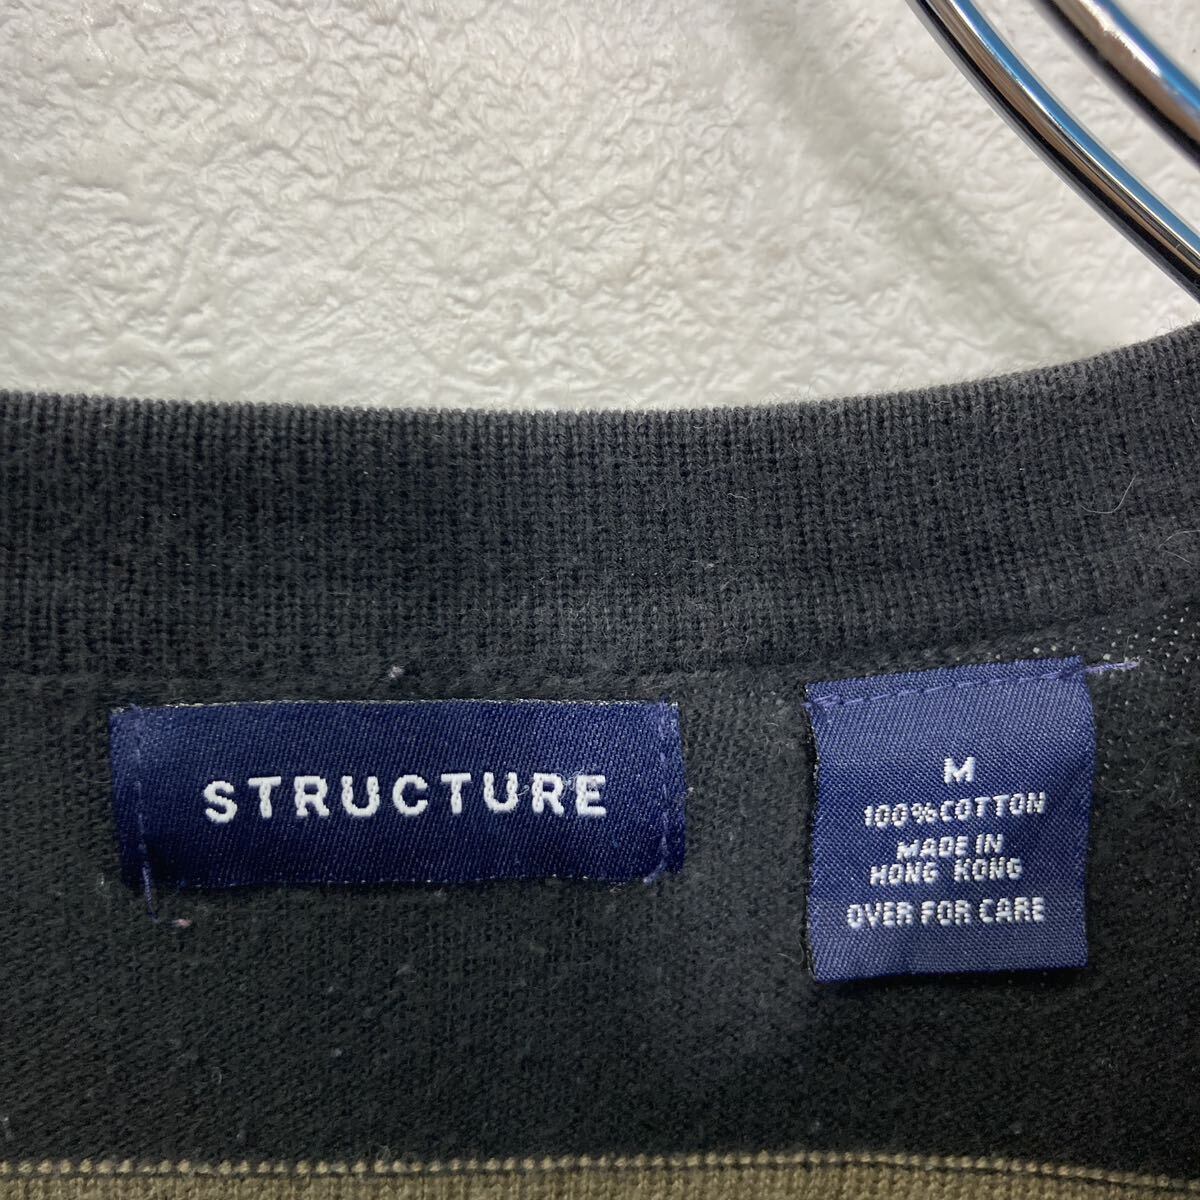 STRUCTURE
M
100%COTTON
MADE IN
HONG KONG
OVER FOR CARE